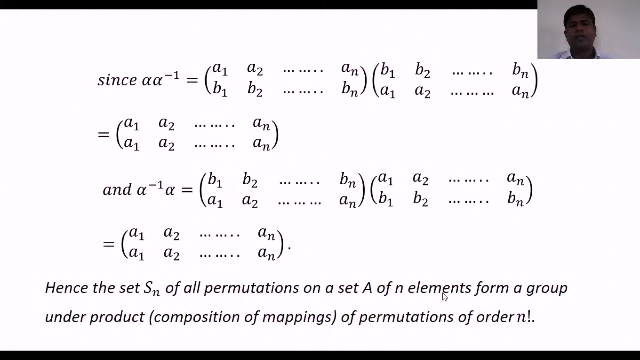 since αα⁻¹ = (a₁ a₂ ........ aₙ / b₁ b₂ ........ bₙ) (b₁ b₂ ........ bₙ / a₁ a₂ ......... aₙ)
= (a₁ a₂ ........ aₙ / a₁ a₂ ........ aₙ)
and α⁻¹α = (b₁ b₂ ........ bₙ / a₁ a₂ ......... aₙ) (a₁ a₂ ........ aₙ / b₁ b₂ ........ bₙ)
= (a₁ a₂ ........ aₙ / a₁ a₂ ........ aₙ).
Hence the set Sₙ of all permutations on a set A of n elements form a group
under product (composition of mappings) of permutations of order n!.